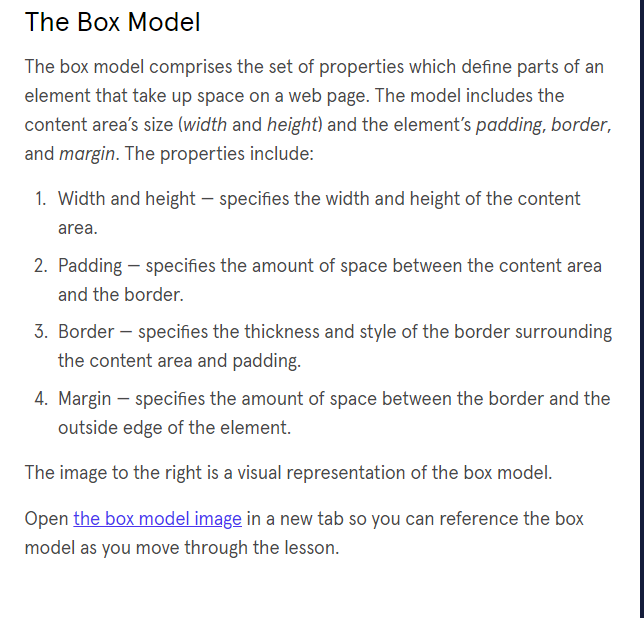 The Box Model
The box model comprises the set of properties which define parts of an
element that take up space on a web page. The model includes the
content area’s size (width and height) and the element’s padding, border,
and margin. The properties include:
1. Width and height — specifies the width and height of the content
area.
2. Padding — specifies the amount of space between the content area
and the border.
3. Border — specifies the thickness and style of the border surrounding
the content area and padding.
4. Margin — specifies the amount of space between the border and the
outside edge of the element.
The image to the right is a visual representation of the box model.
Open the box model image in a new tab so you can reference the box
model as you move through the lesson.